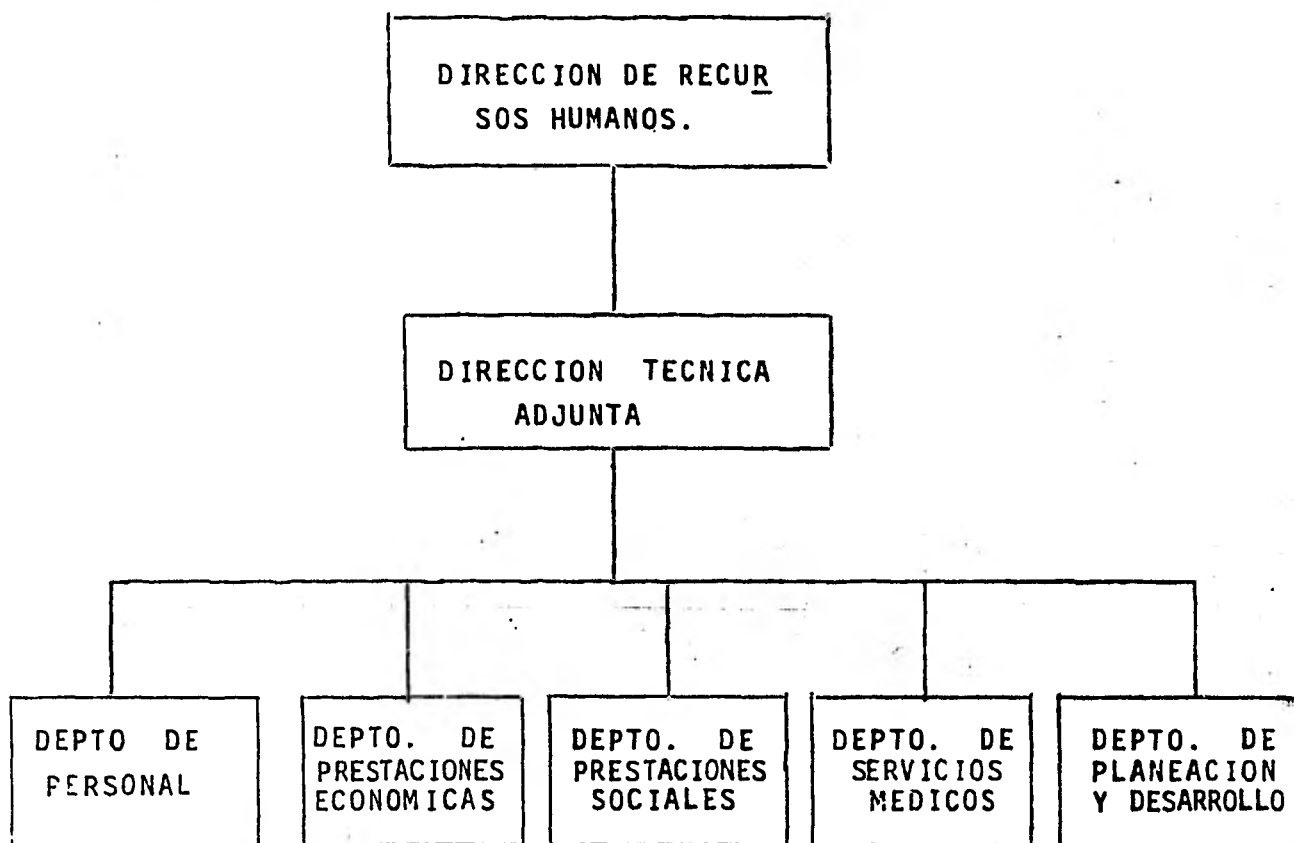 DIRECCION DE RECUR
SOS HUMANOS.
DIRECCION TECNICA
ADJUNTA
DEPTO DE
PERSONAL
DEPTO. DE
PRESTACIONES
ECONOMICAS
DEPTO. DE
PRESTACIONES
SOCIALES
DEPTO. DE
SERVICIOS
MEDICOS
DEPTO. DE
PLANEACION
Y DESARROLLO